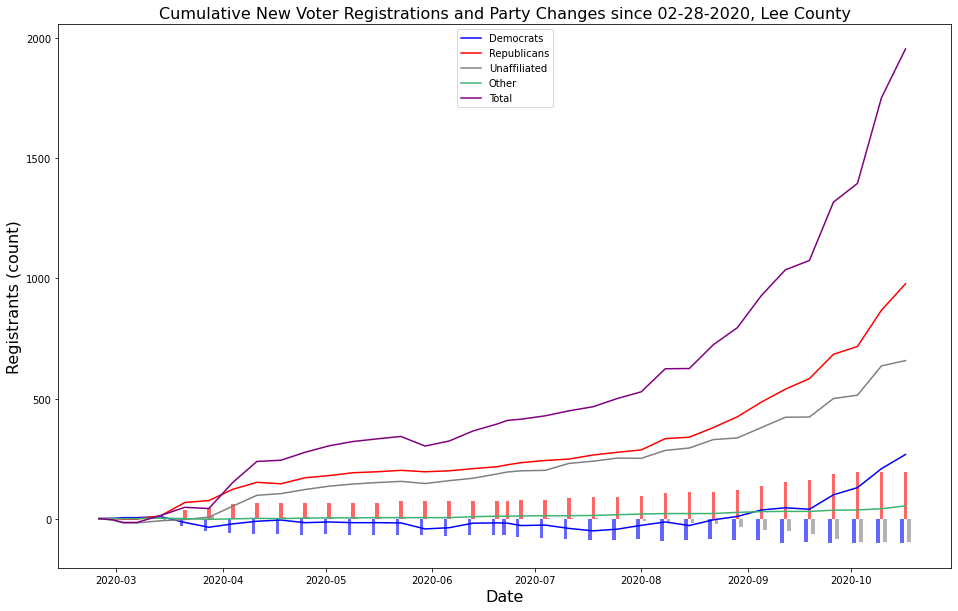 Cumulative New Voter Registrations and Party Changes since 02-28-2020, Lee County
Democrats
Republicans
Unaffiliated
Other
Total
Registrants (count)
2000
1500
1000
500
0
2020-03 2020-04 2020-05 2020-06 2020-07 2020-08 2020-09 2020-10
Date